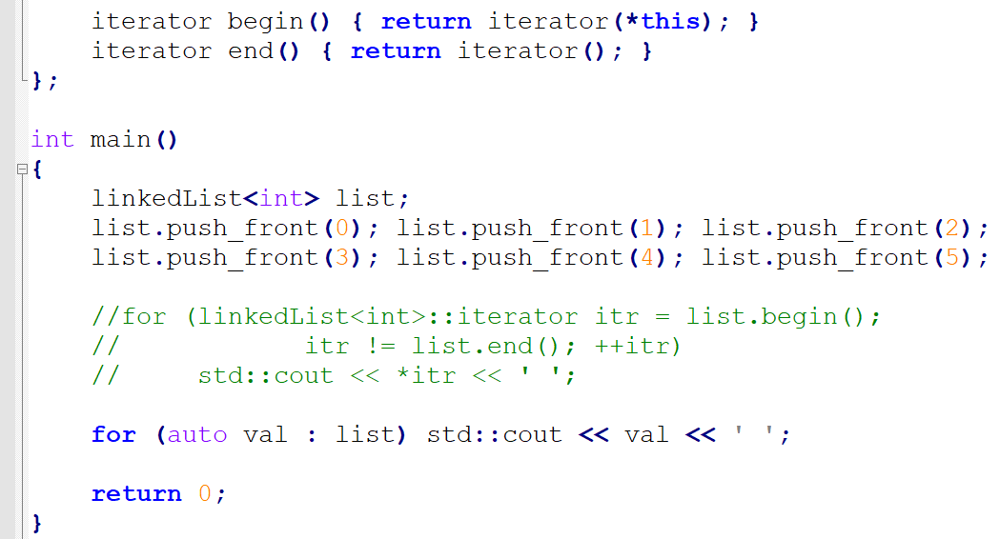 iterator begin() { return iterator(*this); }
iterator end() { return iterator(); }
};
int main()
{
linkedList<int> list;
list.push_front(0); list.push_front(1); list.push_front(2);
list.push_front(3); list.push_front(4); list.push_front(5);
//for (linkedList<int>::iterator itr = list.begin();
//            itr != list.end(); ++itr)
//     std::cout << *itr << ' ';
for (auto val : list) std::cout << val << ' ';
return 0;
}